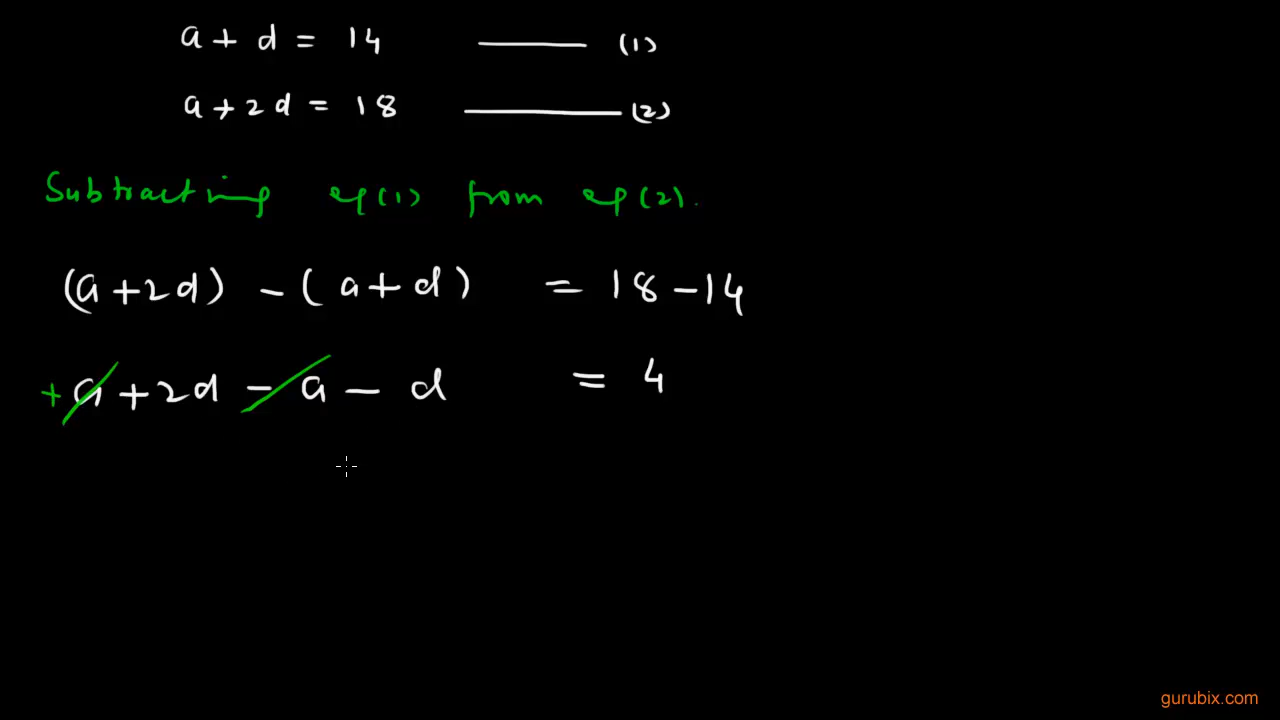 a + d = 14 ——— (1)
a + 2d = 18 ——— (2)
Subtracting eq(1) from eq(2).
(a + 2d) - (a + d) = 18 - 14
+a + 2d - a - d = 4
gurubix.com